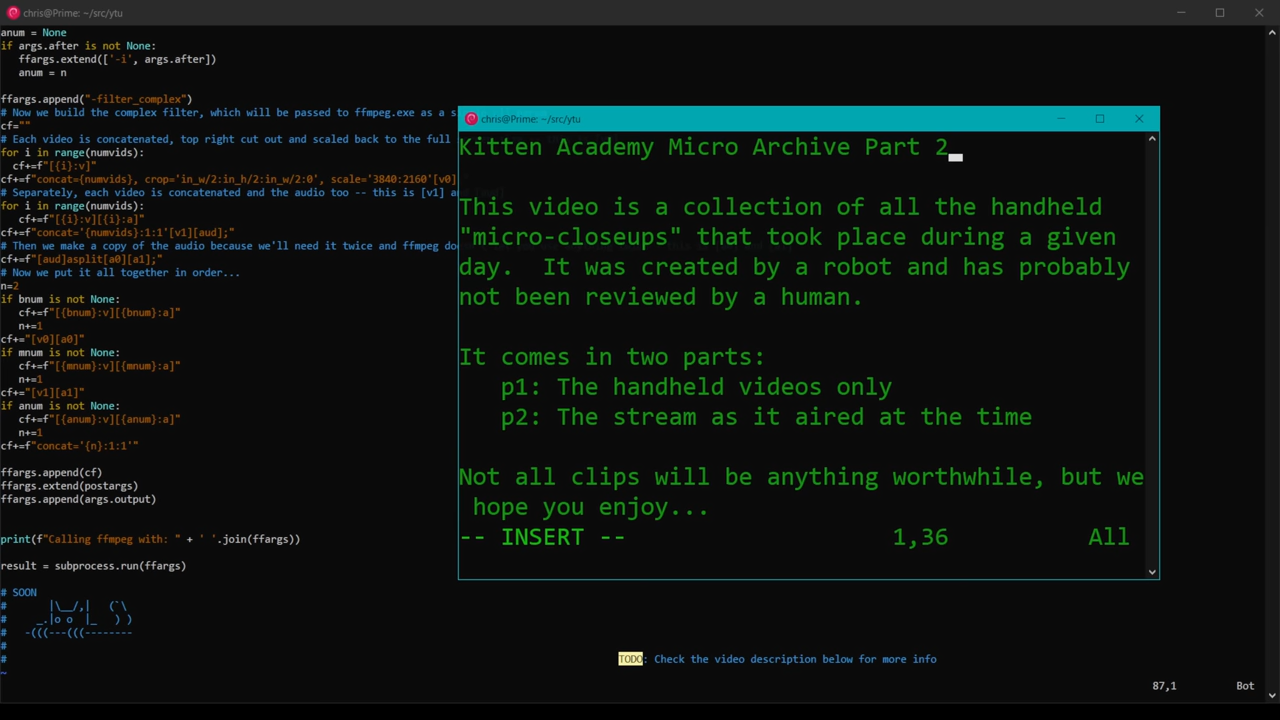 chris@Prime: ~/src/ytu
anum = None
if args.after is not None:
   ffargs.extend(['-i', args.after])
   anum = n
ffargs.append("-filter_complex")
# Now we build the complex filter, which will be passed to ffmpeg.exe as a s
cf=""
# Each video is concatenated, top right cut out and scaled back to the full
for i in range(numvids):
  cf+=f"[{i}:v]"
cf+=f"concat={numvids}, crop='in_w/2:in_h/2:in_w/2:0', scale='3840:2160'[v0]
# Separately, each video is concatenated and the audio too -- this is [v1] a
for i in range(numvids):
   cf+=f"[{i}:v][{i}:a]"
cf+=f"concat='{numvids}:1:1'[v1][aud];"
# Then we make a copy of the audio because we'll need it twice and ffmpeg do
cf+="[aud]asplit[a0][a1];"
# Now we put it all together in order...
n=2
if bnum is not None:
   cf+=f"[{bnum}:v][{bnum}:a]"
   n+=1
cf+="[v0][a0]"
if mnum is not None:
   cf+=f"[{mnum}:v][{mnum}:a]"
   n+=1
cf+="[v1][a1]"
if anum is not None:
   cf+=f"[{anum}:v][{anum}:a]"
   n+=1
cf+=f"concat='{n}:1:1'"
ffargs.append(cf)
ffargs.extend(postargs)
ffargs.append(args.output)
print(f"Calling ffmpeg with: " + ' '.join(ffargs))
result = subprocess.run(ffargs)
# SOON
#      |\__/,|   (`\
#    _.|o o  |_   ) )
#  -(((---(((--------
#
#
~
chris@Prime: ~/src/ytu
Kitten Academy Micro Archive Part 2
This video is a collection of all the handheld
"micro-closeups" that took place during a given
day.  It was created by a robot and has probably
not been reviewed by a human.
It comes in two parts:
   p1: The handheld videos only
   p2: The stream as it aired at the time
Not all clips will be anything worthwhile, but we
 hope you enjoy...
-- INSERT -- 1,36 All
TODO: Check the video description below for more info
87,1 Bot